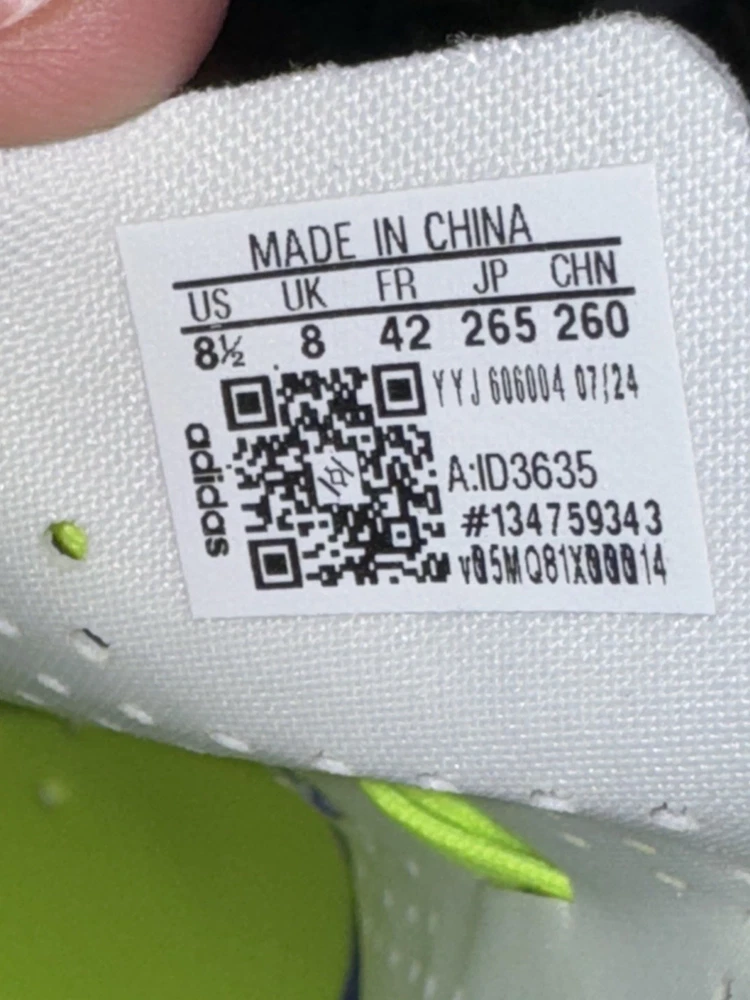 MADE IN CHINA
US UK FR JP CHN
8½ 8 42 265 260
YYJ 606004 07/24
adidas
A:ID3635
#134759343
v05MQ81X00014